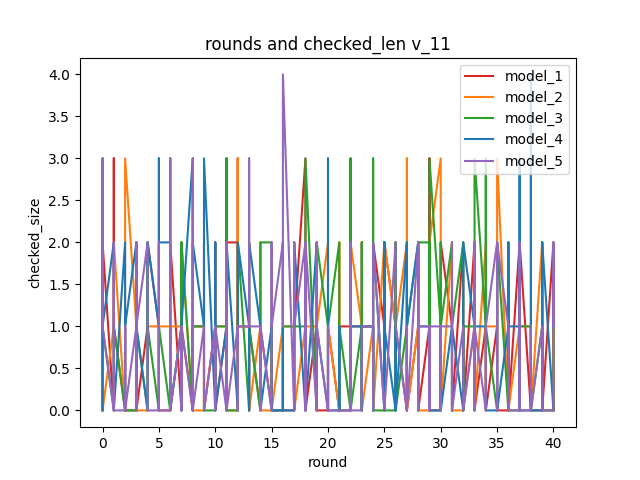 rounds and checked_len v_11
model_1
model_2
model_3
model_4
model_5
checked_size
4.0
3.5
3.0
2.5
2.0
1.5
1.0
0.5
0.0
0 5 10 15 20 25 30 35 40
round